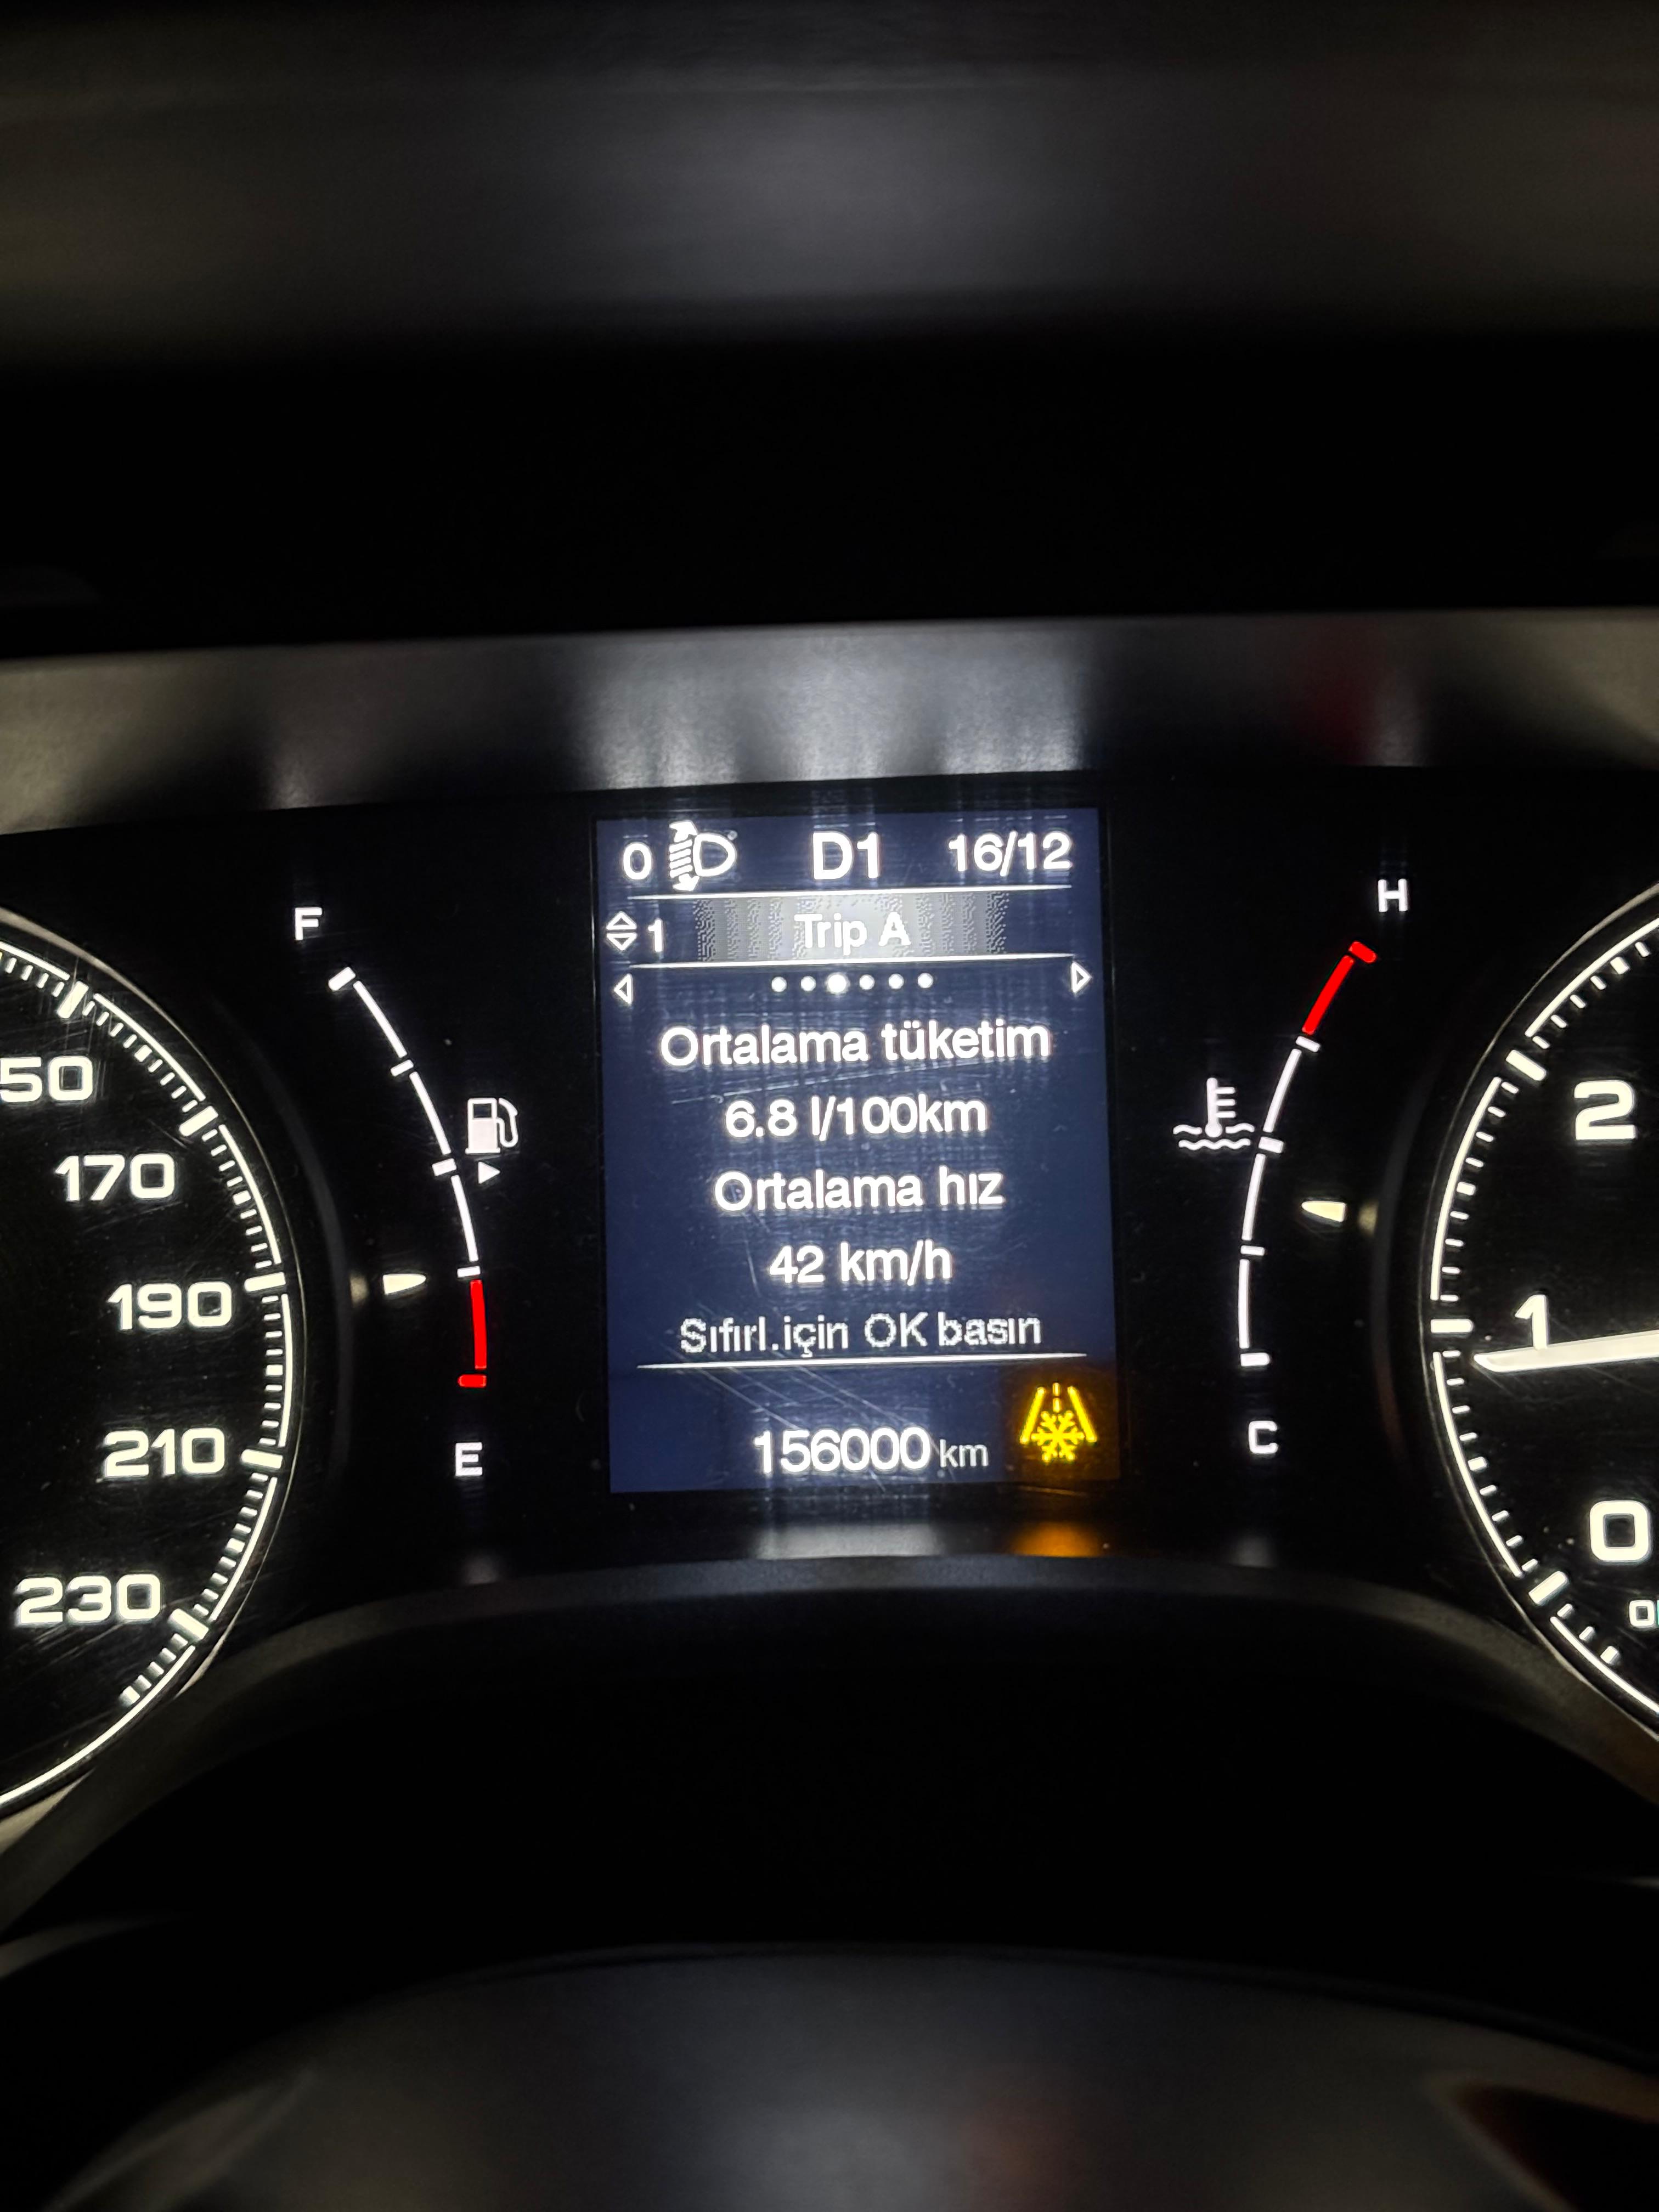 0 D1 16/12
1 Trip A
Ortalama tüketim
6.8 l/100km
Ortalama hız
42 km/h
Sıfırl.için OK basın
156000 km
F
E
H
C
50
170
190
210
230
2
1
0